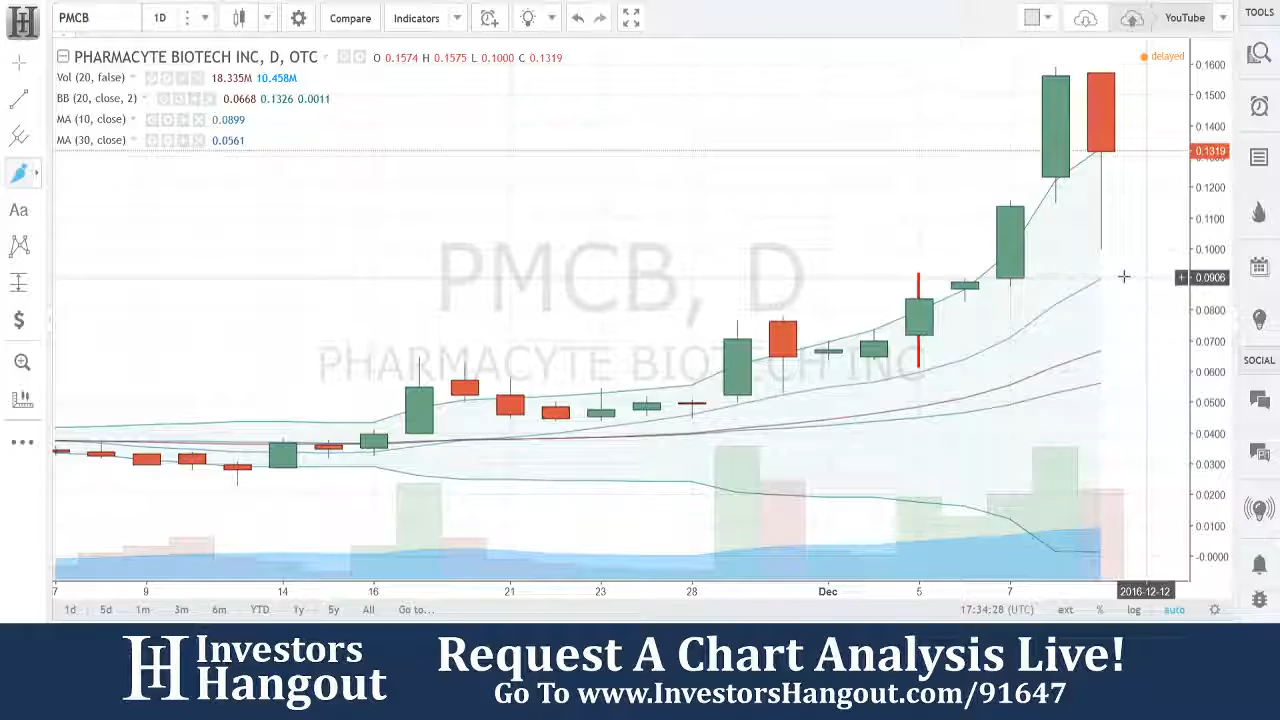 PMCB 1D Compare Indicators YouTube TOOLS
PHARMACYTE BIOTECH INC, D, OTC O 0.1574 H 0.1575 L 0.1000 C 0.1319 delayed
Vol (20, false) 18.335M 10.458M
BB (20, close, 2) 0.0668 0.1326 0.0011
MA (10, close) 0.0899
MA (30, close) 0.0561
0.1600
0.1500
0.1400
0.1319
0.1200
0.1100
0.1000
0.0906
0.0800
0.0700
0.0600
0.0500
0.0400
0.0300
0.0200
0.0100
-0.0000
Aa
PMCB, D
PHARMACYTE BIOTECH INC
SOCIAL
7 9 14 16 21 23 28 Dec 5 7 2016-12-12
1d 5d 1m 3m 6m YTD 1y 5y All Go to... 17:34:28 (UTC) ext % log auto
Investors
Hangout
Request A Chart Analysis Live!
Go To www.InvestorsHangout.com/91647